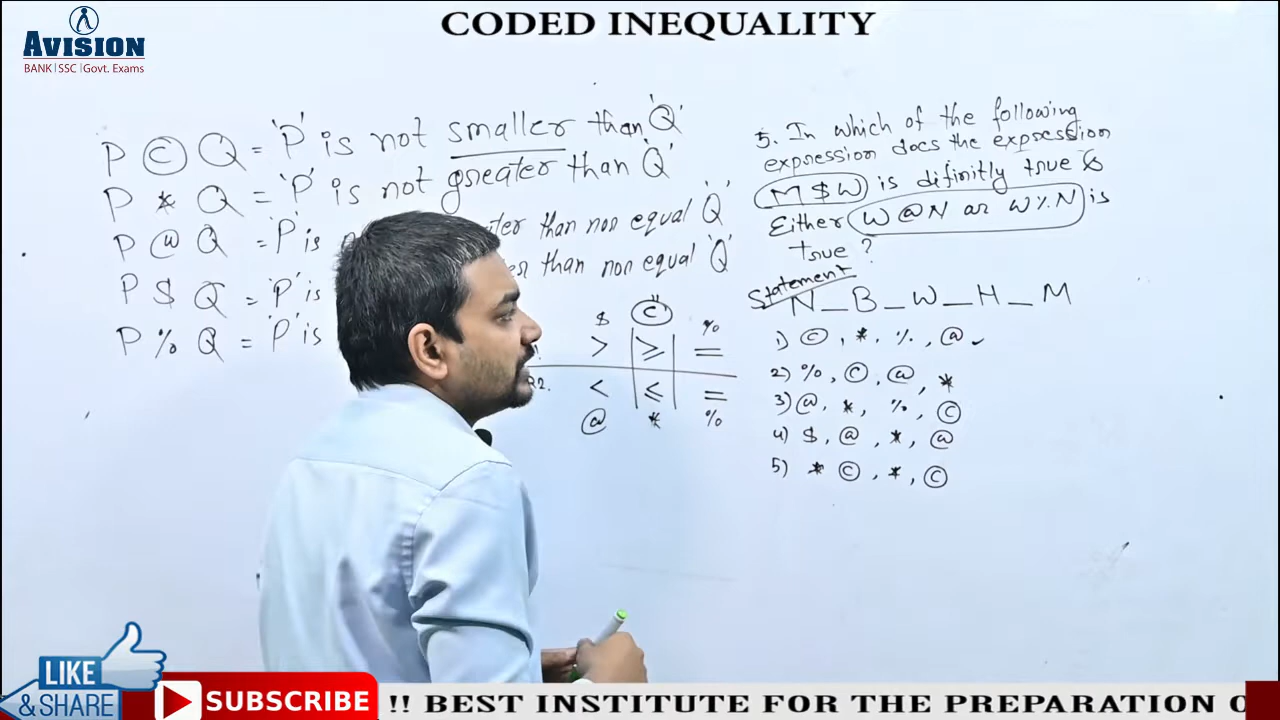 CODED INEQUALITY
AVISION
BANK | SSC | Govt. Exams
P © Q = 'P' is not smaller than 'Q'
P * Q = 'P' is not greater than 'Q'
P @ Q = 'P' is ter than nor equal 'Q'
P $ Q = 'P' is than nor equal 'Q'
P % Q = 'P' is
$ © %
> ≥ =
R2. < ≤ =
@ * %
5. In which of the following
expression does the expression
M $ W is difinitly true &
Either W @ N or W % N is
true ?
Statement
N _ B _ W _ H _ M
1) © , * , % , @
2) % , © , @ , *
3) @ , * , % , ©
4) $ , @ , * , @
5) * © , * , ©
LIKE
& SHARE
SUBSCRIBE
!! BEST INSTITUTE FOR THE PREPARATION O